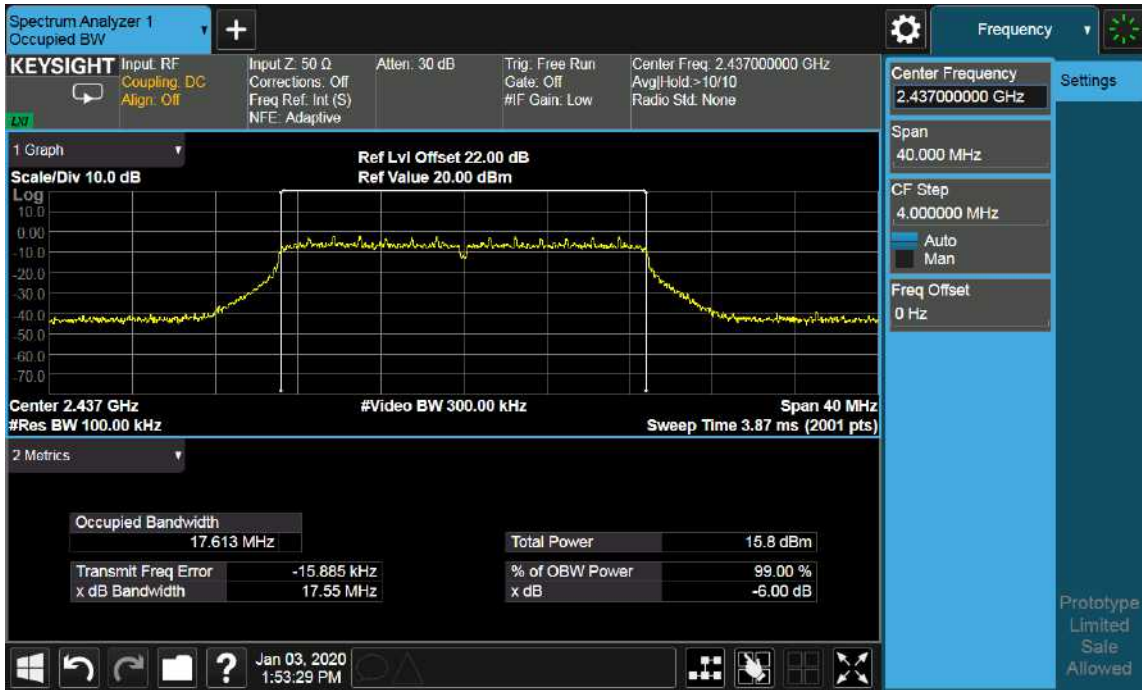 Spectrum Analyzer 1
Occupied BW
+
Frequency
KEYSIGHT
Input: RF
Coupling: DC
Align: Off
LXI
Input Z: 50 Ω
Corrections: Off
Freq Ref: Int (S)
NFE: Adaptive
Atten: 30 dB
Trig: Free Run
Gate: Off
#IF Gain: Low
Center Freq: 2.437000000 GHz
Avg|Hold:>10/10
Radio Std: None
Center Frequency
2.437000000 GHz
Settings
Span
40.000 MHz
CF Step
4.000000 MHz
Auto
Man
Freq Offset
0 Hz
1 Graph
Scale/Div 10.0 dB
Ref Lvl Offset 22.00 dB
Ref Value 20.00 dBm
Log
10.0
0.00
-10.0
-20.0
-30.0
-40.0
-50.0
-60.0
-70.0
Center 2.437 GHz
#Video BW 300.00 kHz
Span 40 MHz
#Res BW 100.00 kHz
Sweep Time 3.87 ms (2001 pts)
2 Metrics
Occupied Bandwidth
17.613 MHz
Total Power 15.8 dBm
Transmit Freq Error -15.885 kHz
% of OBW Power 99.00 %
x dB Bandwidth 17.55 MHz
x dB -6.00 dB
Prototype
Limited
Sale
Allowed
?
Jan 03, 2020
1:53:29 PM